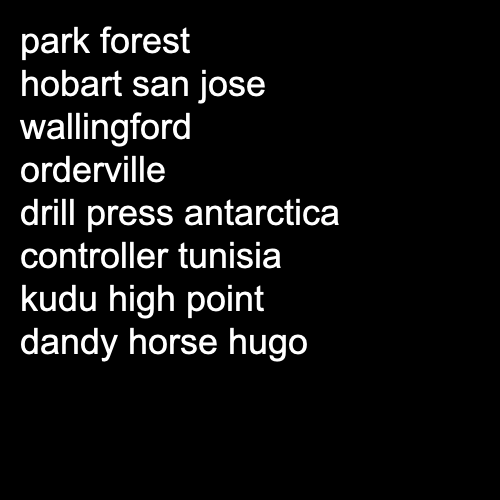 park forest
hobart san jose
wallingford
orderville
drill press antarctica
controller tunisia
kudu high point
dandy horse hugo